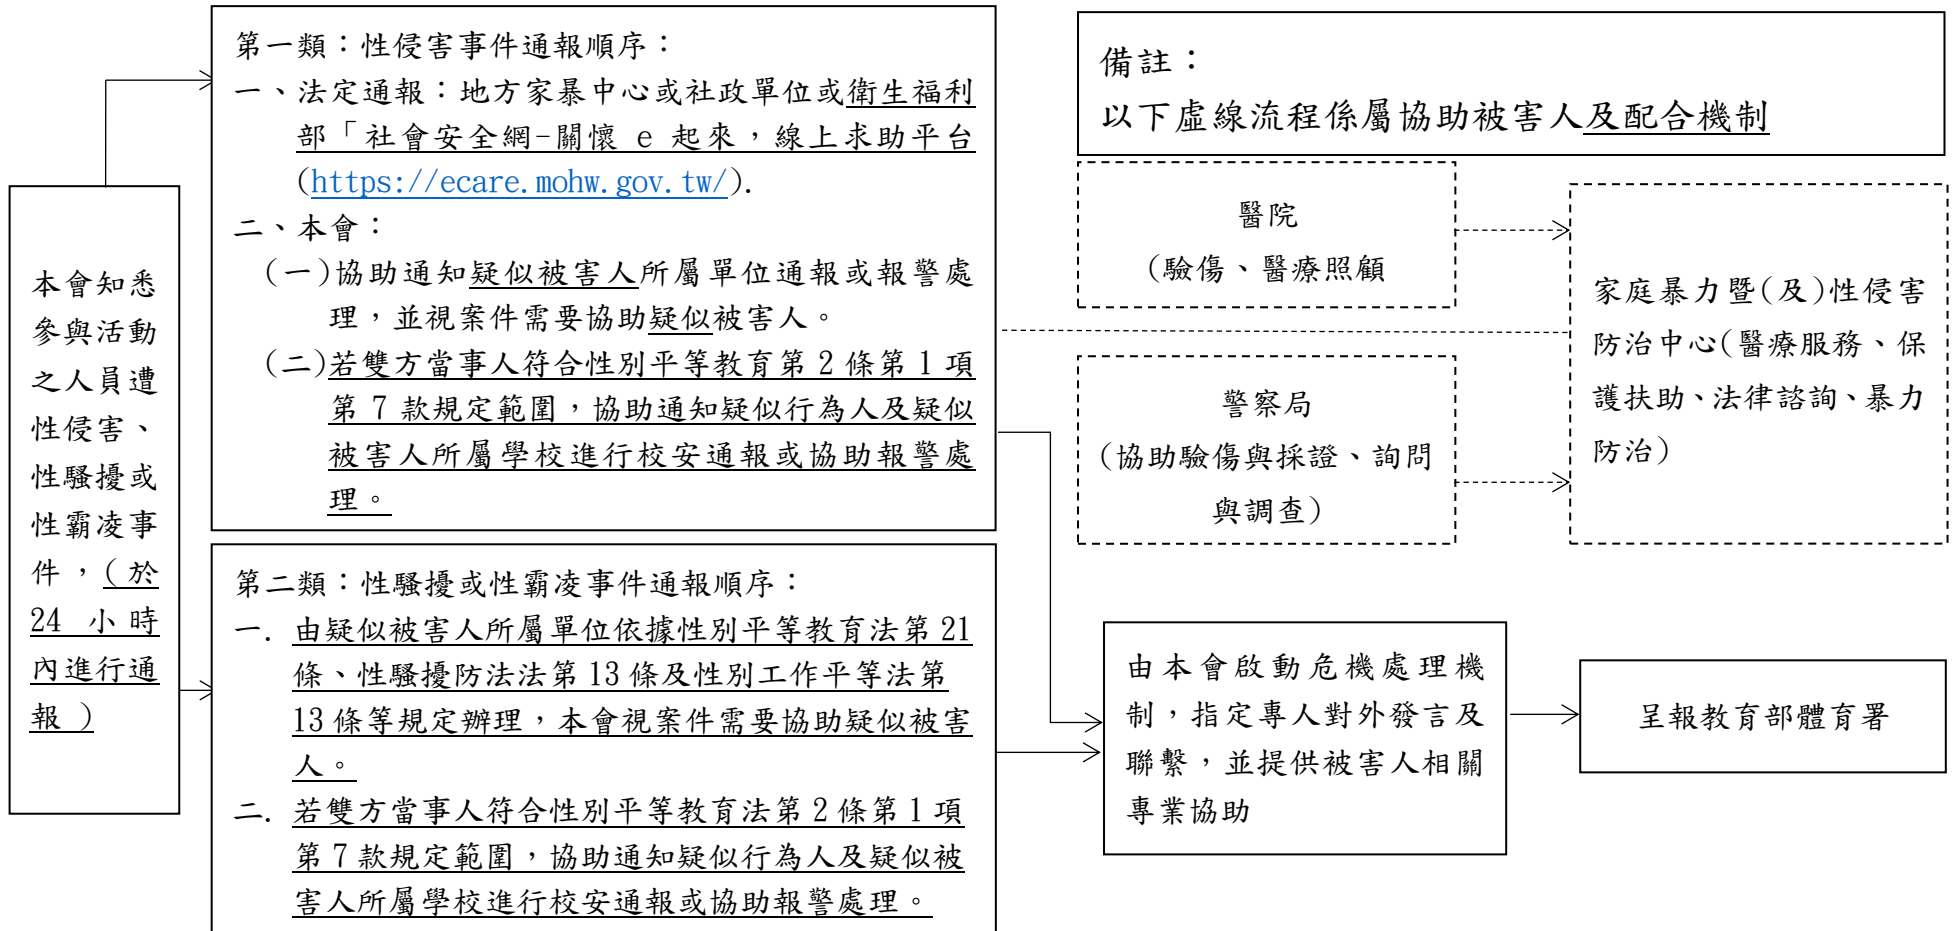 本會知悉
參與活動
之人員遭
性侵害、
性騷擾或
性霸凌事
件，(於
24 小時
內進行通
報 )
第一類：性侵害事件通報順序：
一、法定通報：地方家暴中心或社政單位或衛生福利
部「社會安全網-關懷 e 起來，線上求助平台
(https://ecare.mohw.gov.tw/).
二、本會：
(一)協助通知疑似被害人所屬單位通報或報警處
理，並視案件需要協助疑似被害人。
(二)若雙方當事人符合性別平等教育第 2 條第 1 項
第 7 款規定範圍，協助通知疑似行為人及疑似
被害人所屬學校進行校安通報或協助報警處
理。
第二類：性騷擾或性霸凌事件通報順序：
一. 由疑似被害人所屬單位依據性別平等教育法第 21
條、性騷擾防法法第 13 條及性別工作平等法第
13 條等規定辦理，本會視案件需要協助疑似被害
人。
二. 若雙方當事人符合性別平等教育法第 2 條第 1 項
第 7 款規定範圍，協助通知疑似行為人及疑似被
害人所屬學校進行校安通報或協助報警處理。
備註：
以下虛線流程係屬協助被害人及配合機制
醫院
(驗傷、醫療照顧
警察局
(協助驗傷與採證、詢問
與調查)
家庭暴力暨(及)性侵害
防治中心(醫療服務、保
護扶助、法律諮詢、暴力
防治)
由本會啟動危機處理機
制，指定專人對外發言及
聯繫，並提供被害人相關
專業協助
呈報教育部體育署